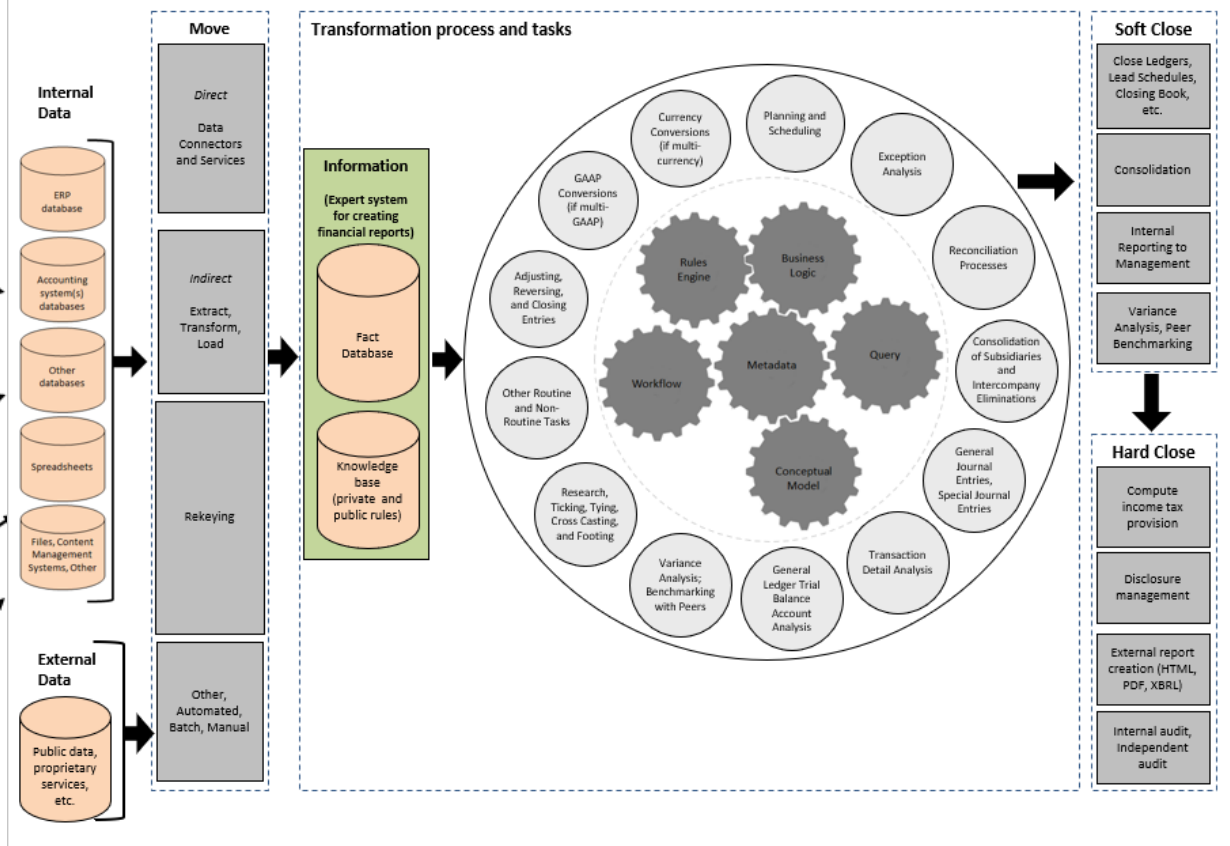 Internal
Data
ERP
database
Accounting
system(s)
databases
Other
databases
Spreadsheets
Files, Content
Management
Systems, Other
External
Data
Public data,
proprietary
services,
etc.
Move
Direct
Data
Connectors
and Services
Indirect
Extract,
Transform,
Load
Rekeying
Other,
Automated,
Batch, Manual
Transformation process and tasks
Information
(Expert system
for creating
financial reports)
Fact
Database
Knowledge
base
(private and
public rules)
Planning and
Scheduling
Exception
Analysis
Reconciliation
Processes
Consolidation
of Subsidiaries
and
Intercompany
Eliminations
General
Journal
Entries,
Special Journal
Entries
Transaction
Detail Analysis
General
Ledger Trial
Balance
Account
Analysis
Variance
Analysis;
Benchmarking
with Peers
Research,
Ticking, Tying,
Cross Casting,
and Footing
Other Routine
and Non-
Routine Tasks
Adjusting,
Reversing,
and Closing
Entries
GAAP
Conversions
(if multi-
GAAP)
Currency
Conversions
(if multi-
currency)
Rules
Engine
Business
Logic
Workflow
Metadata
Query
Conceptual
Model
Soft Close
Close Ledgers,
Lead Schedules,
Closing Book,
etc.
Consolidation
Internal
Reporting to
Management
Variance
Analysis, Peer
Benchmarking
Hard Close
Compute
income tax
provision
Disclosure
management
External report
creation (HTML,
PDF, XBRL)
Internal audit,
Independent
audit